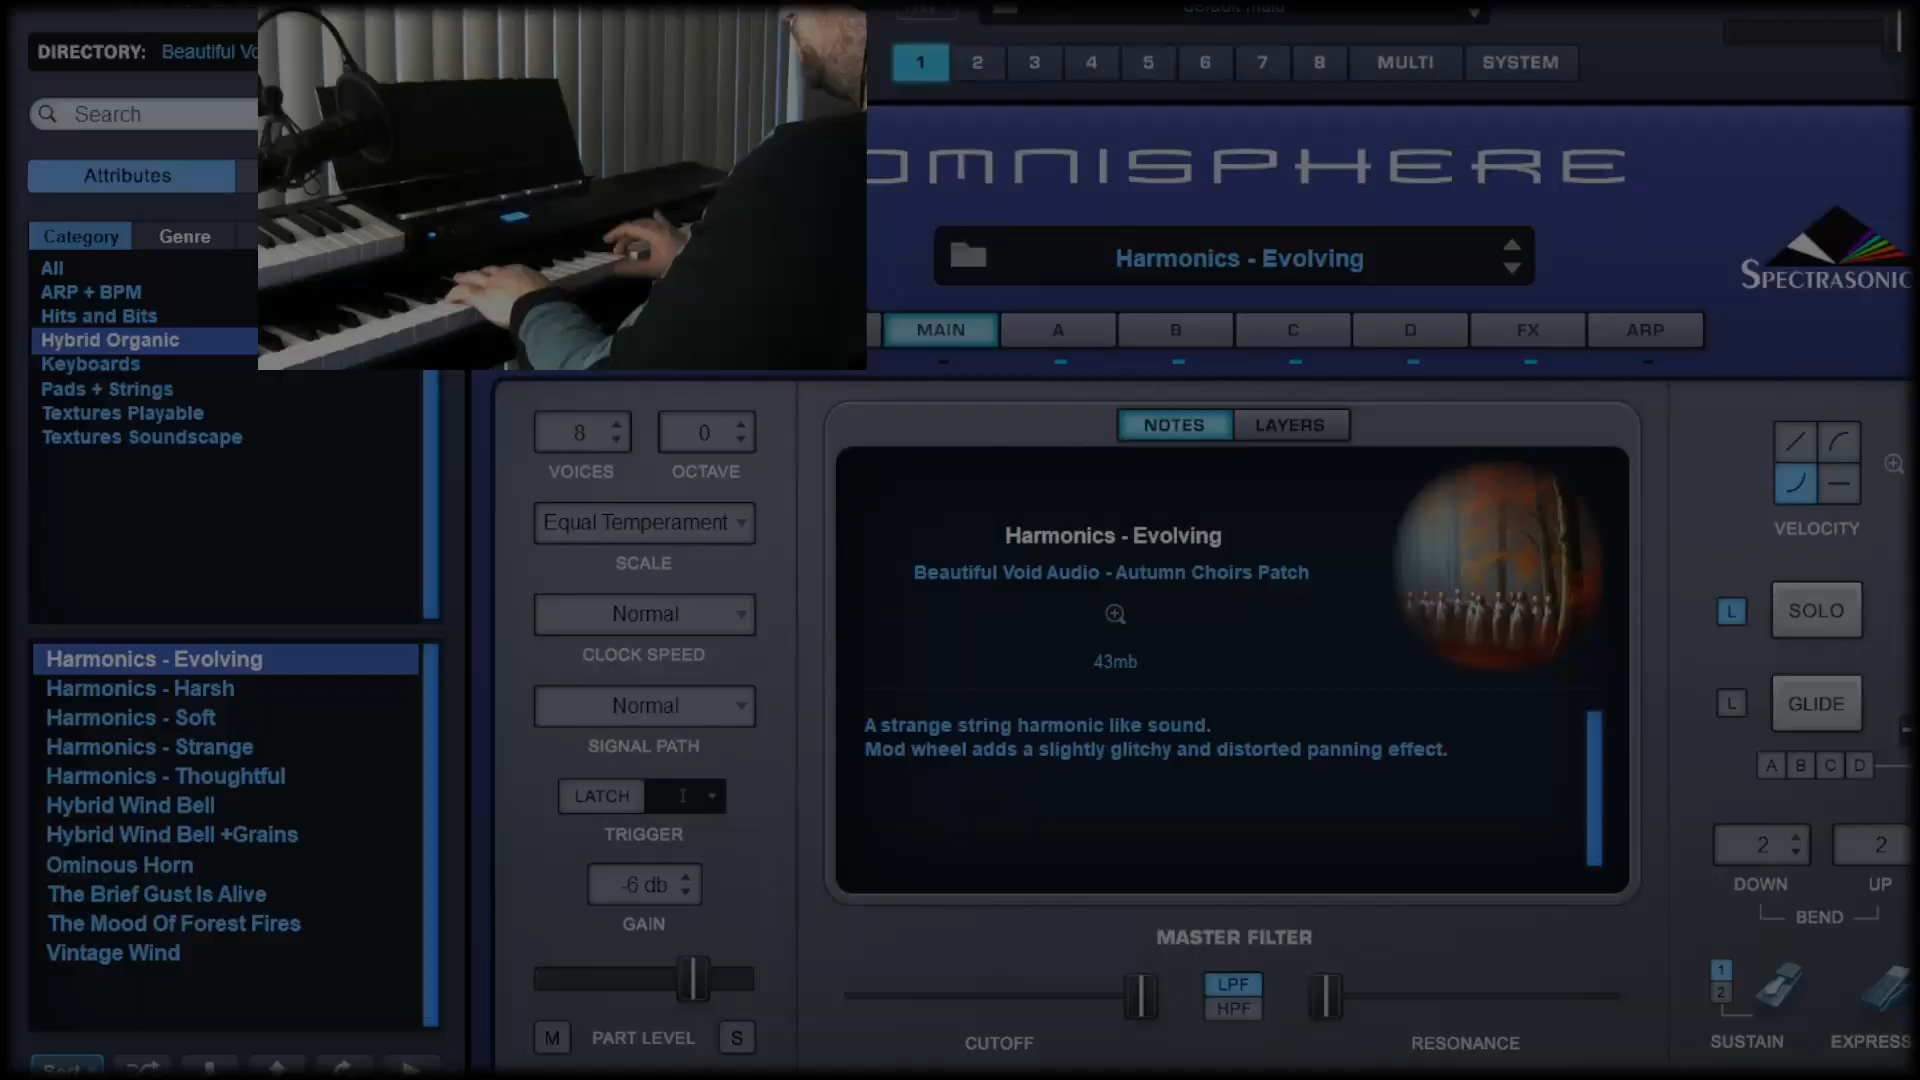 default multi
DIRECTORY: Beautiful Vo
1 2 3 4 5 6 7 8 MULTI SYSTEM
Search
OMNISPHERE
Attributes
Category Genre
Harmonics - Evolving
SPECTRASONIC
All
ARP + BPM
Hits and Bits
Hybrid Organic
Keyboards
Pads + Strings
Textures Playable
Textures Soundscape
MAIN A B C D FX ARP
8 0
VOICES OCTAVE
Equal Temperament
SCALE
Normal
CLOCK SPEED
Normal
SIGNAL PATH
LATCH
TRIGGER
-6 db
GAIN
M PART LEVEL S
NOTES LAYERS
Harmonics - Evolving
Beautiful Void Audio - Autumn Choirs Patch
43mb
A strange string harmonic like sound.
Mod wheel adds a slightly glitchy and distorted panning effect.
VELOCITY
L SOLO
L GLIDE
A B C D
2 2
DOWN UP
BEND
1
2
SUSTAIN EXPRESS
MASTER FILTER
LPF
HPF
CUTOFF RESONANCE
Harmonics - Evolving
Harmonics - Harsh
Harmonics - Soft
Harmonics - Strange
Harmonics - Thoughtful
Hybrid Wind Bell
Hybrid Wind Bell +Grains
Ominous Horn
The Brief Gust Is Alive
The Mood Of Forest Fires
Vintage Wind
Sort